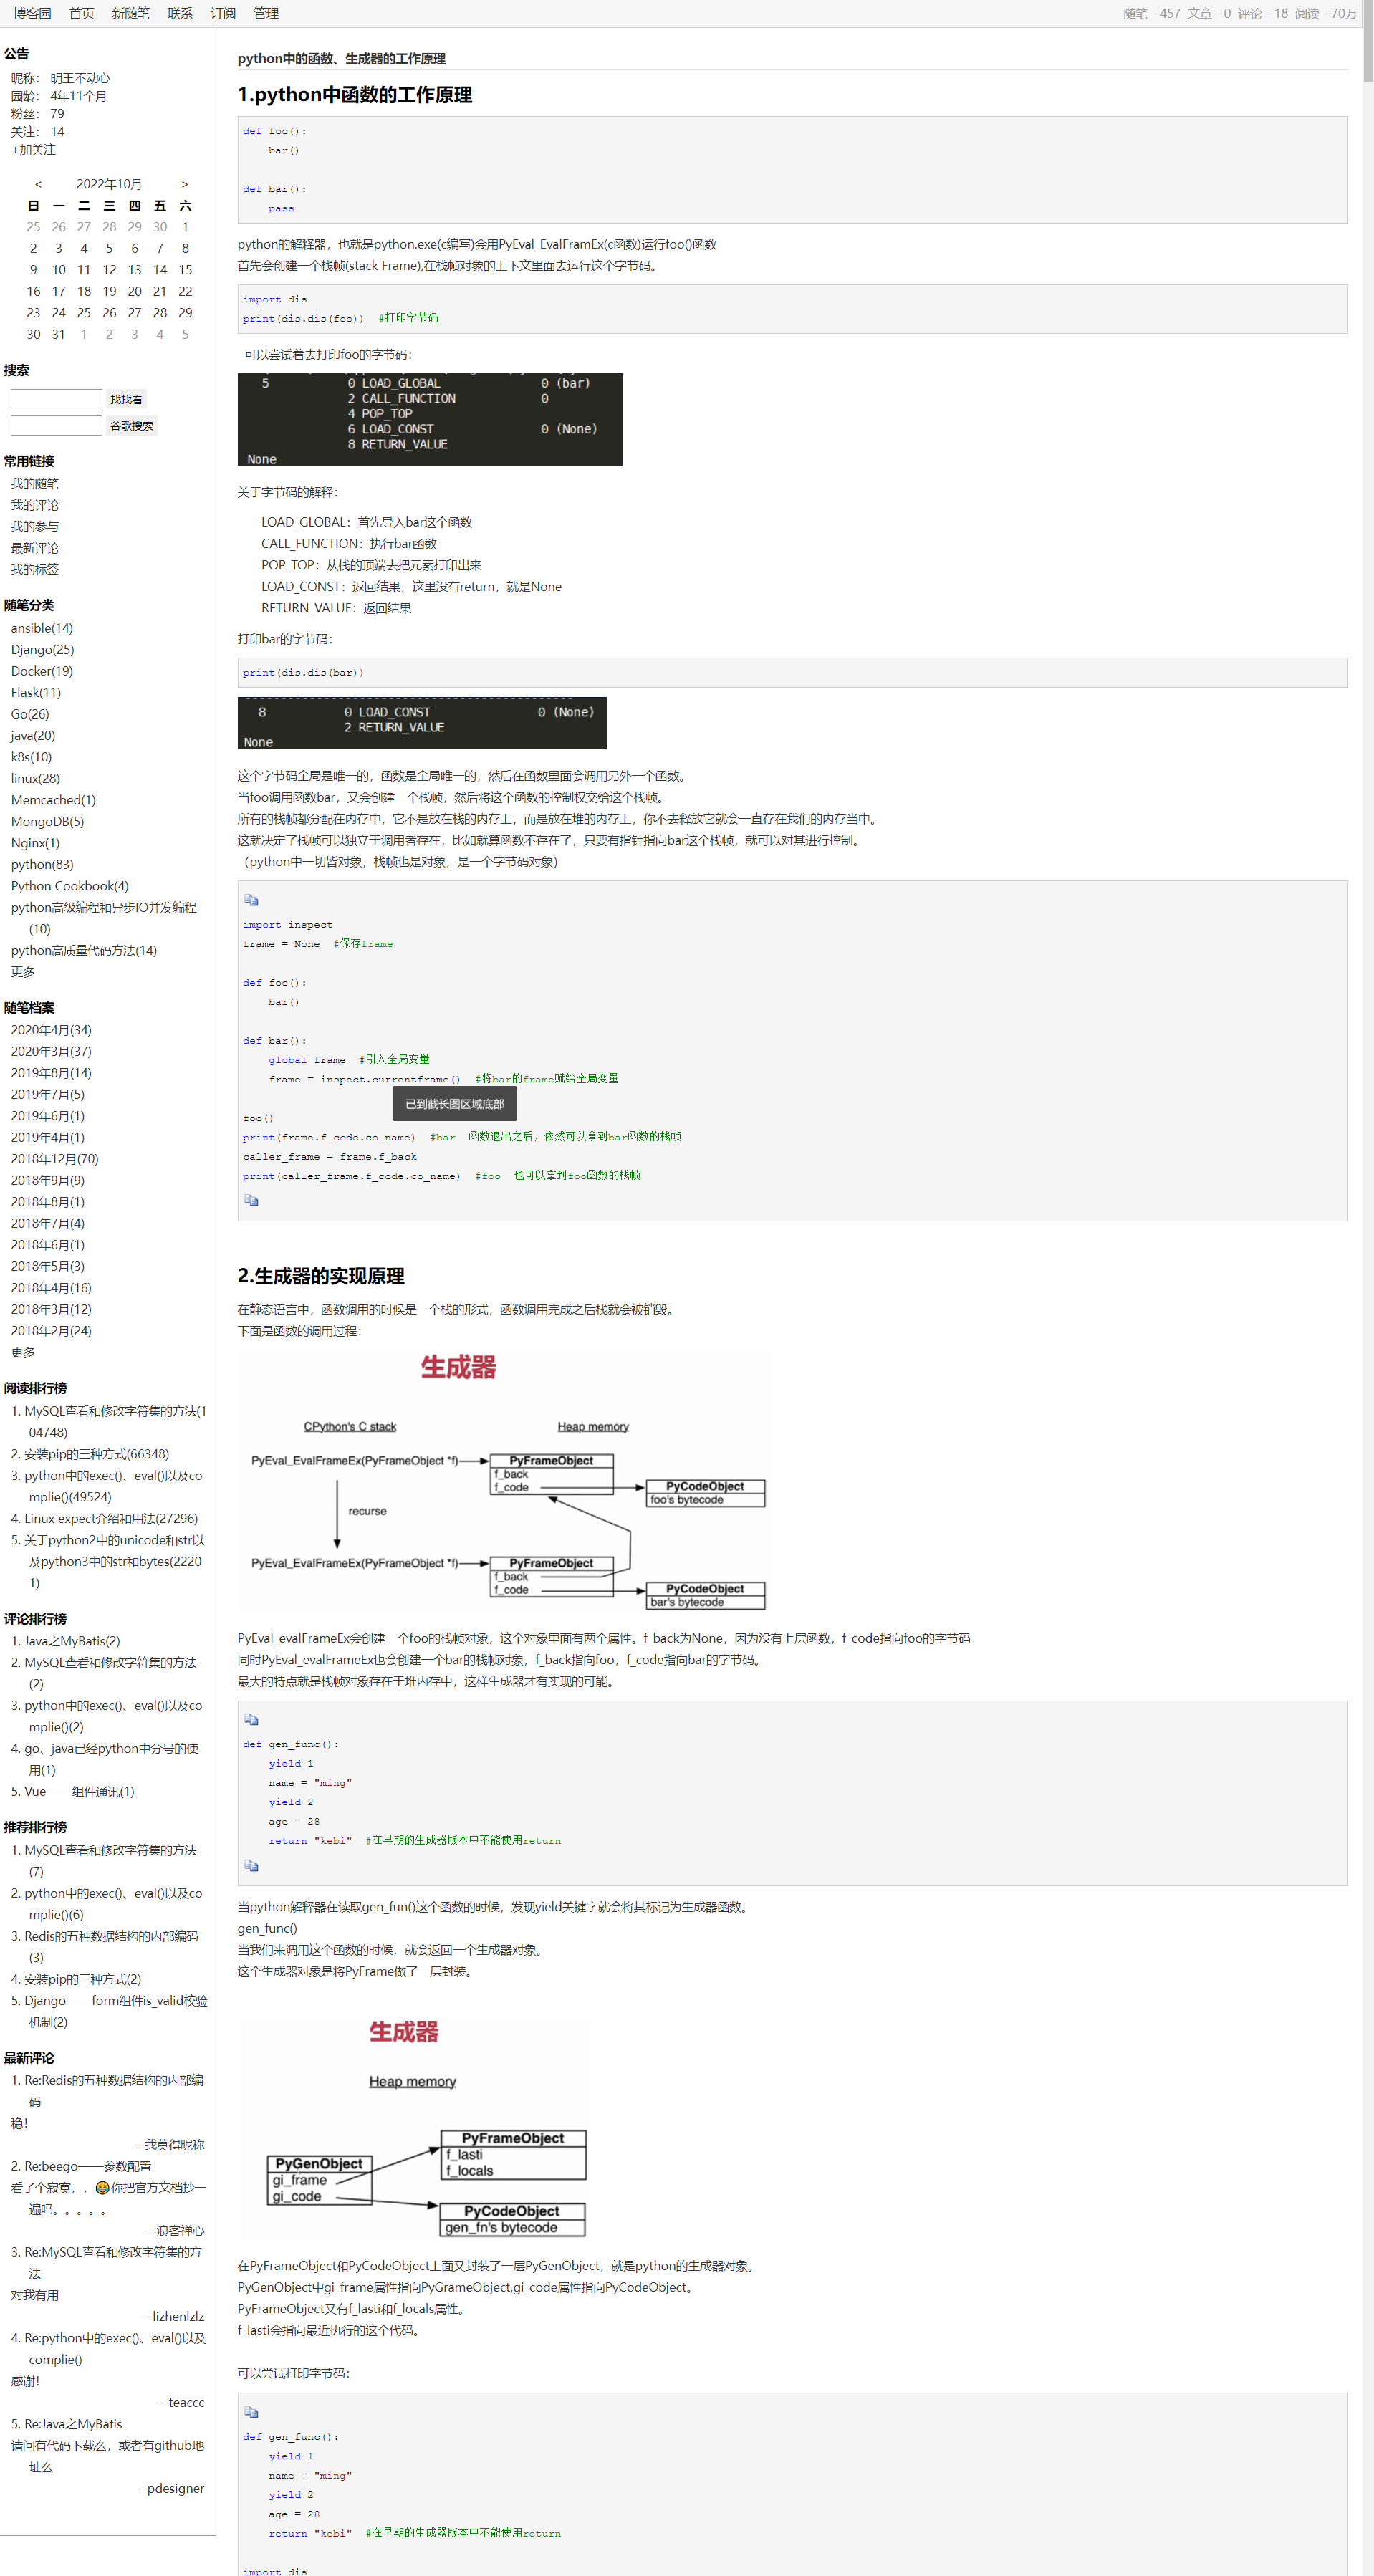 博客园 首页 新随笔 联系 订阅 管理 随笔 - 457 文章 - 0 评论 - 18 阅读 - 70万
公告
昵称： 明王不动心
园龄： 4年11个月
粉丝： 79
关注： 14
+加关注
< 2022年10月 >
日 一 二 三 四 五 六
25 26 27 28 29 30 1
2 3 4 5 6 7 8
9 10 11 12 13 14 15
16 17 18 19 20 21 22
23 24 25 26 27 28 29
30 31 1 2 3 4 5
搜索
找找看
谷歌搜索
常用链接
我的随笔
我的评论
我的参与
最新评论
我的标签
随笔分类
ansible(14)
Django(25)
Docker(19)
Flask(11)
Go(26)
java(20)
k8s(10)
linux(28)
Memcached(1)
MongoDB(5)
Nginx(1)
python(83)
Python Cookbook(4)
python高级编程和异步IO并发编程
(10)
python高质量代码方法(14)
更多
随笔档案
2020年4月(34)
2020年3月(37)
2019年8月(14)
2019年7月(5)
2019年6月(1)
2019年4月(1)
2018年12月(70)
2018年9月(9)
2018年8月(1)
2018年7月(4)
2018年6月(1)
2018年5月(3)
2018年4月(16)
2018年3月(12)
2018年2月(24)
更多
阅读排行榜
1. MySQL查看和修改字符集的方法(1
04748)
2. 安装pip的三种方式(66348)
3. python中的exec()、eval()以及co
mplie()(49524)
4. Linux expect介绍和用法(27296)
5. 关于python2中的unicode和str以
及python3中的str和bytes(2220
1)
评论排行榜
1. Java之MyBatis(2)
2. MySQL查看和修改字符集的方法
(2)
3. python中的exec()、eval()以及co
mplie()(2)
4. go、java已经python中分号的使
用(1)
5. Vue——组件通讯(1)
推荐排行榜
1. MySQL查看和修改字符集的方法
(7)
2. python中的exec()、eval()以及co
mplie()(6)
3. Redis的五种数据结构的内部编码
(3)
4. 安装pip的三种方式(2)
5. Django——form组件is_valid校验
机制(2)
最新评论
1. Re:Redis的五种数据结构的内部编
码
稳！
--我莫得昵称
2. Re:beego——参数配置
看了个寂寞，，😂你把官方文档抄一
遍吗。。。。。
--浪客禅心
3. Re:MySQL查看和修改字符集的方
法
对我有用
--lizhenlzlz
4. Re:python中的exec()、eval()以及
complie()
感谢！
--teaccc
5. Re:Java之MyBatis
请问有代码下载么，或者有github地
址么
--pdesigner
python中的函数、生成器的工作原理
1.python中函数的工作原理
def foo():
bar()
def bar():
pass
python的解释器，也就是python.exe(c编写)会用PyEval_EvalFramEx(c函数)运行foo()函数
首先会创建一个栈帧(stack Frame),在栈帧对象的上下文里面去运行这个字节码。
import dis
print(dis.dis(foo)) #打印字节码
可以尝试着去打印foo的字节码：
5 0 LOAD_GLOBAL 0 (bar)
2 CALL_FUNCTION 0
4 POP_TOP
6 LOAD_CONST 0 (None)
8 RETURN_VALUE
None
关于字节码的解释：
LOAD_GLOBAL：首先导入bar这个函数
CALL_FUNCTION：执行bar函数
POP_TOP：从栈的顶端去把元素打印出来
LOAD_CONST：返回结果，这里没有return，就是None
RETURN_VALUE：返回结果
打印bar的字节码：
print(dis.dis(bar))
8 0 LOAD_CONST 0 (None)
2 RETURN_VALUE
None
这个字节码全局是唯一的，函数是全局唯一的，然后在函数里面会调用另外一个函数。
当foo调用函数bar，又会创建一个栈帧，然后将这个函数的控制权交给这个栈帧。
所有的栈帧都分配在内存中，它不是放在栈的内存上，而是放在堆的内存上，你不去释放它就会一直存在我们的内存当中。
这就决定了栈帧可以独立于调用者存在，比如就算函数不存在了，只要有指针指向bar这个栈帧，就可以对其进行控制。
（python中一切皆对象，栈帧也是对象，是一个字节码对象）
import inspect
frame = None #保存frame
def foo():
bar()
def bar():
global frame #引入全局变量
frame = inspect.currentframe() #将bar的frame赋给全局变量
已到截长图区域底部
foo()
print(frame.f_code.co_name) #bar 函数退出之后，依然可以拿到bar函数的栈帧
caller_frame = frame.f_back
print(caller_frame.f_code.co_name) #foo 也可以拿到foo函数的栈帧
2.生成器的实现原理
在静态语言中，函数调用的时候是一个栈的形式，函数调用完成之后栈就会被销毁。
下面是函数的调用过程：
生成器
CPython's C stack Heap memory
PyEval_EvalFrameEx(PyFrameObject *f) PyFrameObject
f_back
f_code
PyCodeObject
foo's bytecode
recurse
PyEval_EvalFrameEx(PyFrameObject *f) PyFrameObject
f_back
f_code
PyCodeObject
bar's bytecode
PyEval_evalFrameEx会创建一个foo的栈帧对象，这个对象里面有两个属性。f_back为None，因为没有上层函数，f_code指向foo的字节码
同时PyEval_evalFrameEx也会创建一个bar的栈帧对象，f_back指向foo，f_code指向bar的字节码。
最大的特点就是栈帧对象存在于堆内存中，这样生成器才有实现的可能。
def gen_func():
yield 1
name = "ming"
yield 2
age = 28
return "kebi" #在早期的生成器版本中不能使用return
当python解释器在读取gen_fun()这个函数的时候，发现yield关键字就会将其标记为生成器函数。
gen_func()
当我们来调用这个函数的时候，就会返回一个生成器对象。
这个生成器对象是将PyFrame做了一层封装。
生成器
Heap memory
PyFrameObject
f_lasti
f_locals
PyGenObject
gi_frame
gi_code
PyCodeObject
gen_fn's bytecode
在PyFrameObject和PyCodeObject上面又封装了一层PyGenObject，就是python的生成器对象。
PyGenObject中gi_frame属性指向PyGrameObject,gi_code属性指向PyCodeObject。
PyFrameObject又有f_lasti和f_locals属性。
f_lasti会指向最近执行的这个代码。
可以尝试打印字节码：
def gen_func():
yield 1
name = "ming"
yield 2
age = 28
return "kebi" #在早期的生成器版本中不能使用return
import dis